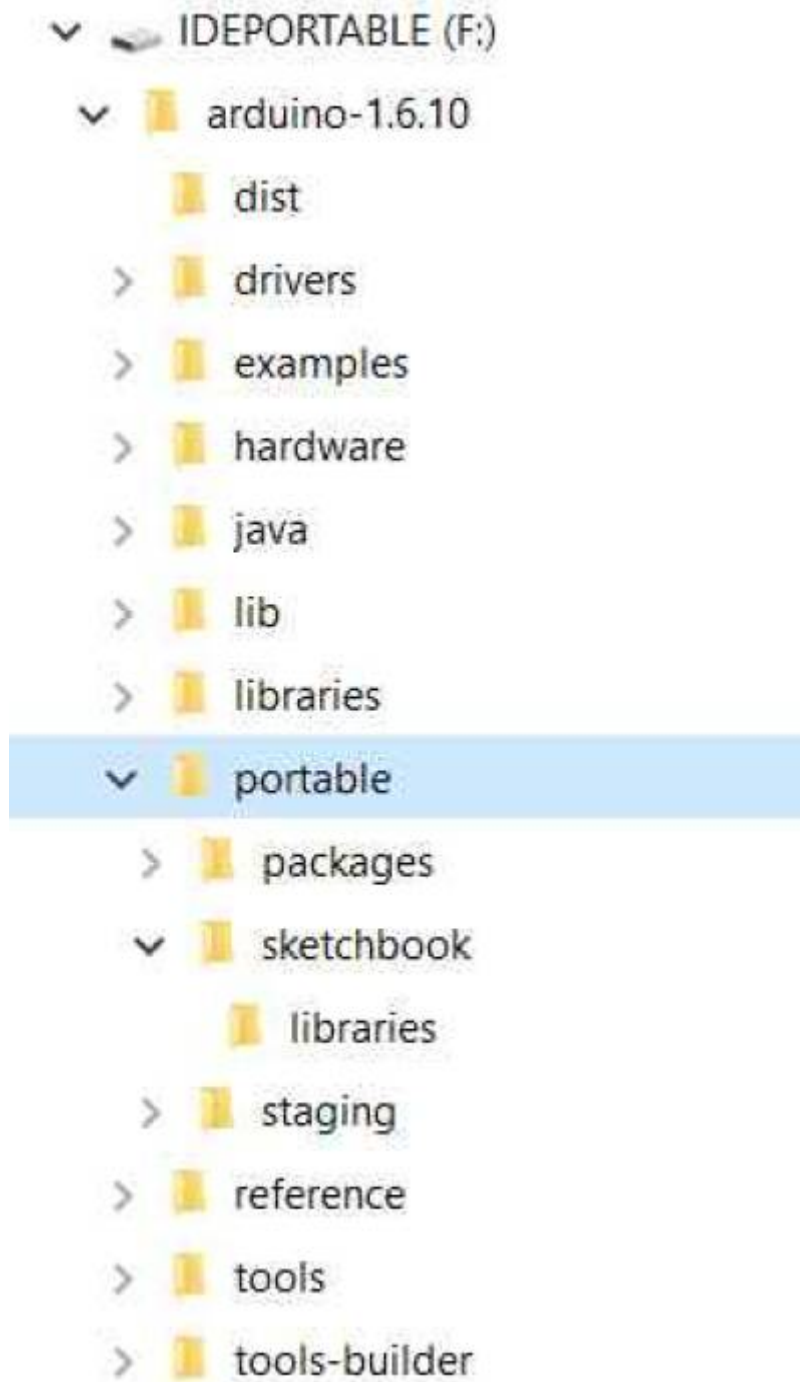 IDEPORTABLE (F:)
arduino-1.6.10
dist
drivers
examples
hardware
java
lib
libraries
portable
packages
sketchbook
libraries
staging
reference
tools
tools-builder